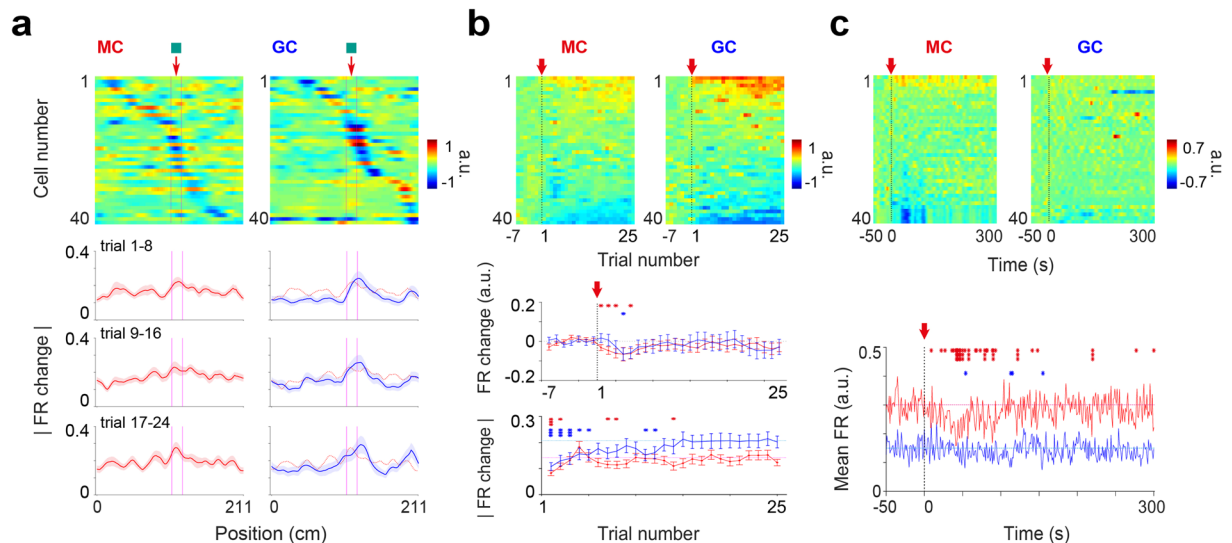 a
MC GC
1
Cell number
40
1
-1
a.u.
trial 1-8
0.4
0
trial 9-16
0.4
0
trial 17-24
0.4
0
| FR change |
0 211 0 211
Position (cm)
b
MC GC
1 1
40 40
1
-1
a.u.
-7 1 25 -7 1 25
Trial number
FR change (a.u.)
0.2
0
-0.2
-7 1 25
| FR change |
0.3
0
1 25
Trial number
c
MC GC
1 1
40 40
0.7
-0.7
a.u.
-50 0 300 -50 0 300
Time (s)
Mean FR (a.u.)
0.5
0
-50 0 300
Time (s)